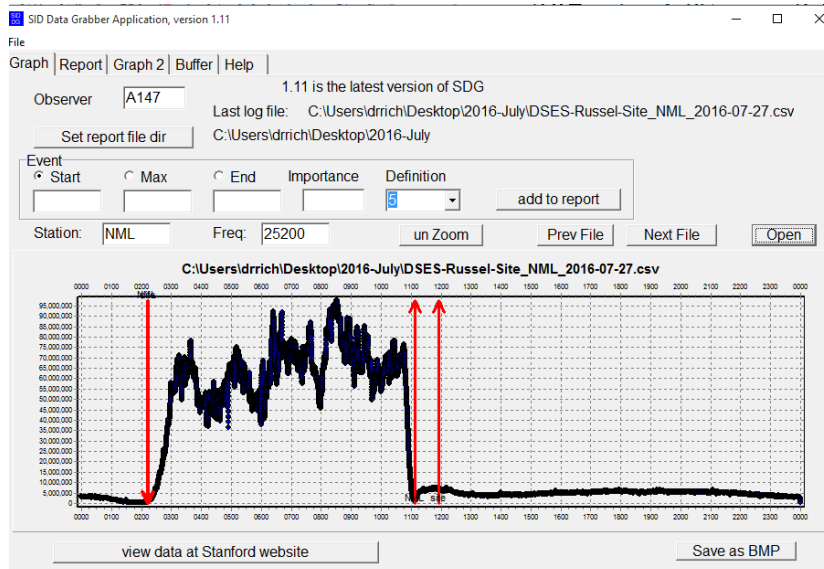 SID DG SID Data Grabber Application, version 1.11
File
Graph Report Graph 2 Buffer Help
1.11 is the latest version of SDG
Observer A147
Last log file: C:\Users\drrich\Desktop\2016-July\DSES-Russel-Site_NML_2016-07-27.csv
Set report file dir C:\Users\drrich\Desktop\2016-July
Event
Start Max End Importance Definition
5 add to report
Station: NML Freq: 25200 un Zoom Prev File Next File Open
C:\Users\drrich\Desktop\2016-July\DSES-Russel-Site_NML_2016-07-27.csv
0000 0100 0200 0300 0400 0500 0600 0700 0800 0900 1000 1100 1200 1300 1400 1500 1600 1700 1800 1900 2000 2100 2200 2300 0000
95,000,000
90,000,000
85,000,000
80,000,000
75,000,000
70,000,000
65,000,000
60,000,000
55,000,000
50,000,000
45,000,000
40,000,000
35,000,000
30,000,000
25,000,000
20,000,000
15,000,000
10,000,000
5,000,000
0
site
0000 0100 0200 0300 0400 0500 0600 0700 0800 0900 1000 1100 1200 1300 1400 1500 1600 1700 1800 1900 2000 2100 2200 2300 0000
view data at Stanford website Save as BMP